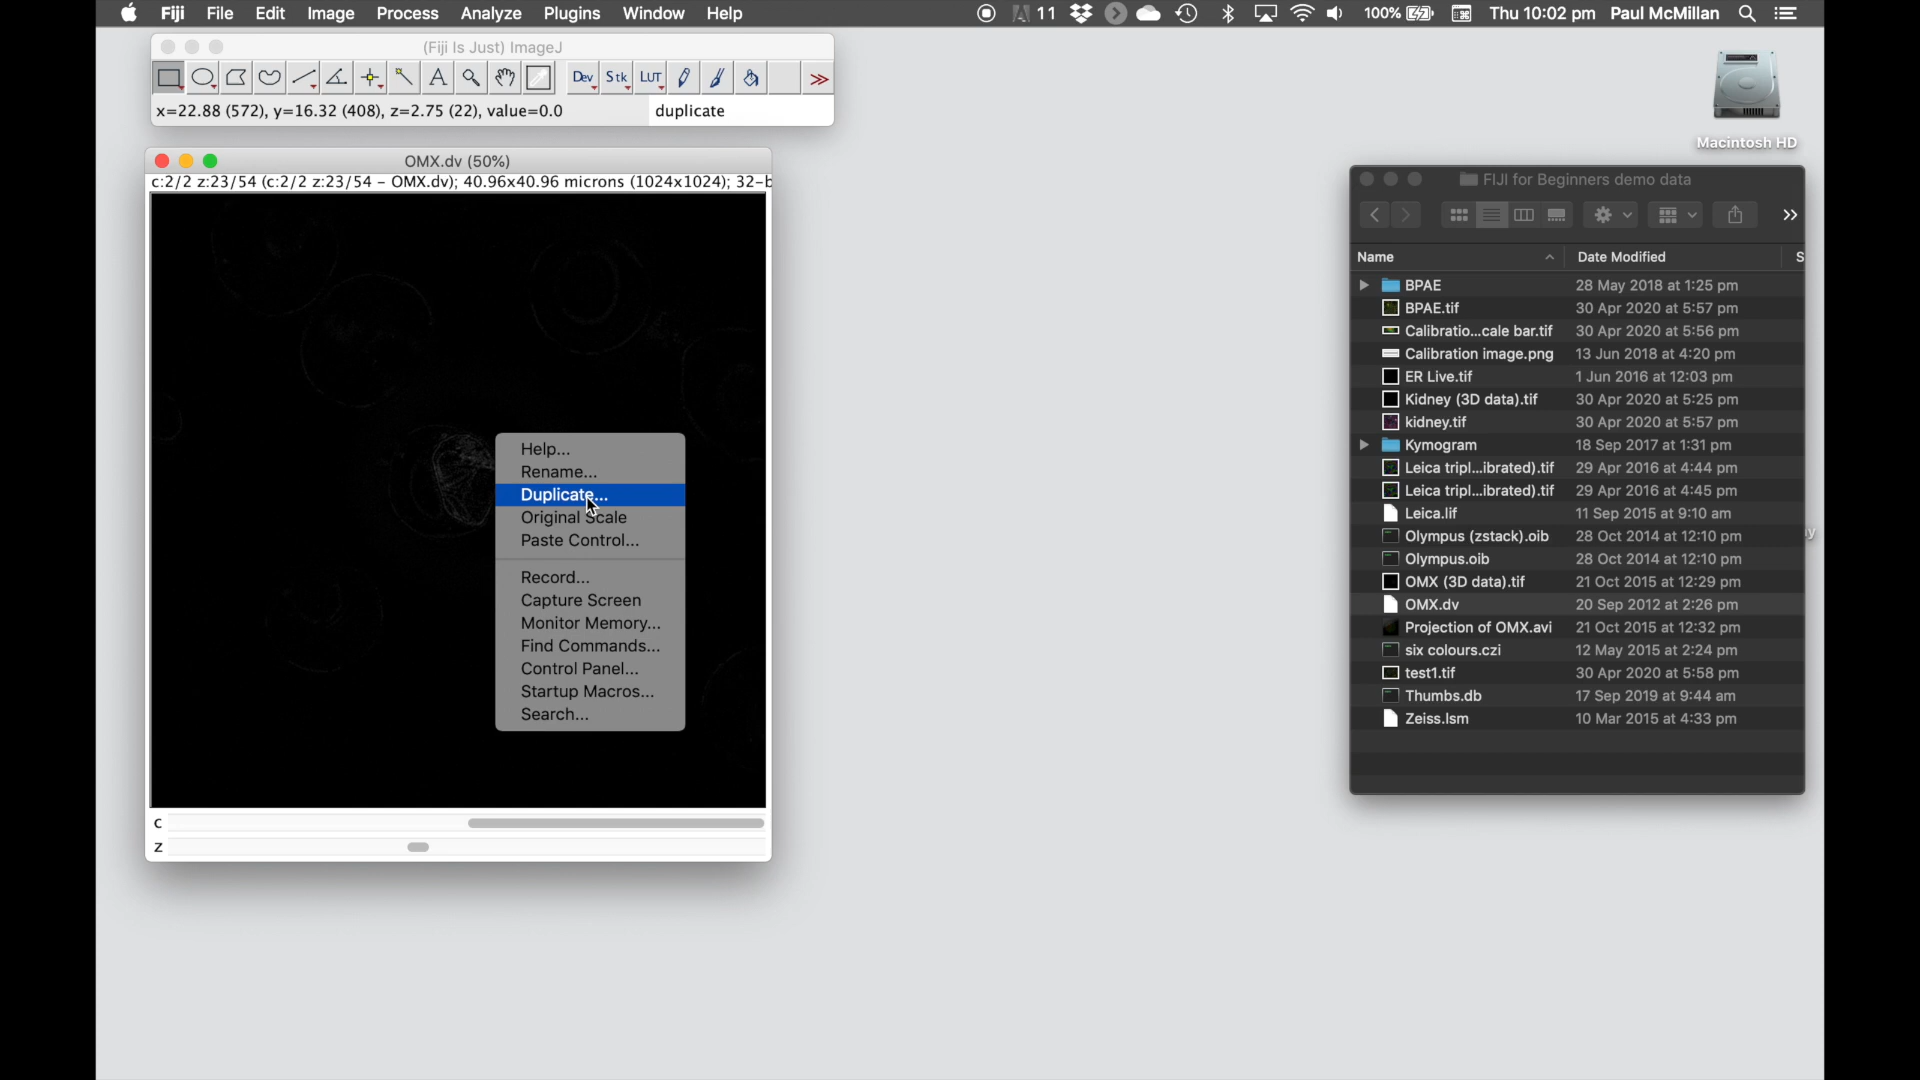 Fiji File Edit Image Process Analyze Plugins Window Help 11 100% Thu 10:02 pm Paul McMillan
(Fiji Is Just) ImageJ
A Dev Stk LUT
x=22.88 (572), y=16.32 (408), z=2.75 (22), value=0.0 duplicate
Macintosh HD
OMX.dv (50%)
c:2/2 z:23/54 (c:2/2 z:23/54 - OMX.dv); 40.96x40.96 microns (1024x1024); 32-b
Help...
Rename...
Duplicate...
Original Scale
Paste Control...
Record...
Capture Screen
Monitor Memory...
Find Commands...
Control Panel...
Startup Macros...
Search...
c
z
FIJI for Beginners demo data
Name Date Modified S
BPAE 28 May 2018 at 1:25 pm
BPAE.tif 30 Apr 2020 at 5:57 pm
Calibratio...cale bar.tif 30 Apr 2020 at 5:56 pm
Calibration image.png 13 Jun 2018 at 4:20 pm
ER Live.tif 1 Jun 2016 at 12:03 pm
Kidney (3D data).tif 30 Apr 2020 at 5:25 pm
kidney.tif 30 Apr 2020 at 5:57 pm
Kymogram 18 Sep 2017 at 1:31 pm
Leica tripl...ibrated).tif 29 Apr 2016 at 4:44 pm
Leica tripl...ibrated).tif 29 Apr 2016 at 4:45 pm
Leica.lif 11 Sep 2015 at 9:10 am
Olympus (zstack).oib 28 Oct 2014 at 12:10 pm
Olympus.oib 28 Oct 2014 at 12:10 pm
OMX (3D data).tif 21 Oct 2015 at 12:29 pm
OMX.dv 20 Sep 2012 at 2:26 pm
Projection of OMX.avi 21 Oct 2015 at 12:32 pm
six colours.czi 12 May 2015 at 2:24 pm
test1.tif 30 Apr 2020 at 5:58 pm
Thumbs.db 17 Sep 2019 at 9:44 am
Zeiss.lsm 10 Mar 2015 at 4:33 pm